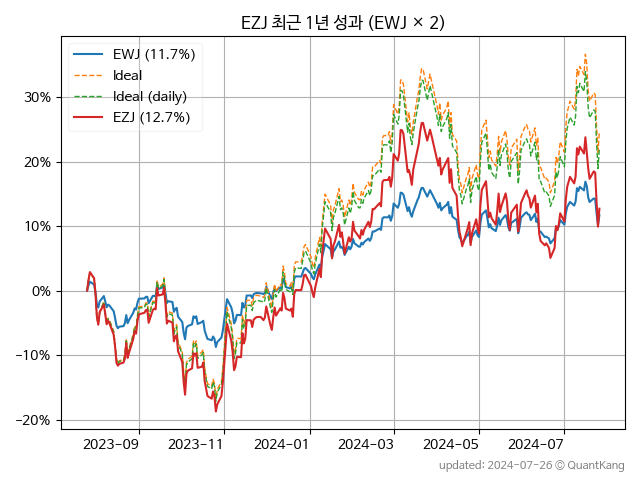 EZJ 최근 1년 성과 (EWJ × 2)
EWJ (11.7%)
Ideal
Ideal (daily)
EZJ (12.7%)
30%
20%
10%
0%
−10%
−20%
2023−09 2023−11 2024−01 2024−03 2024−05 2024−07
updated: 2024-07-26 © QuantKang